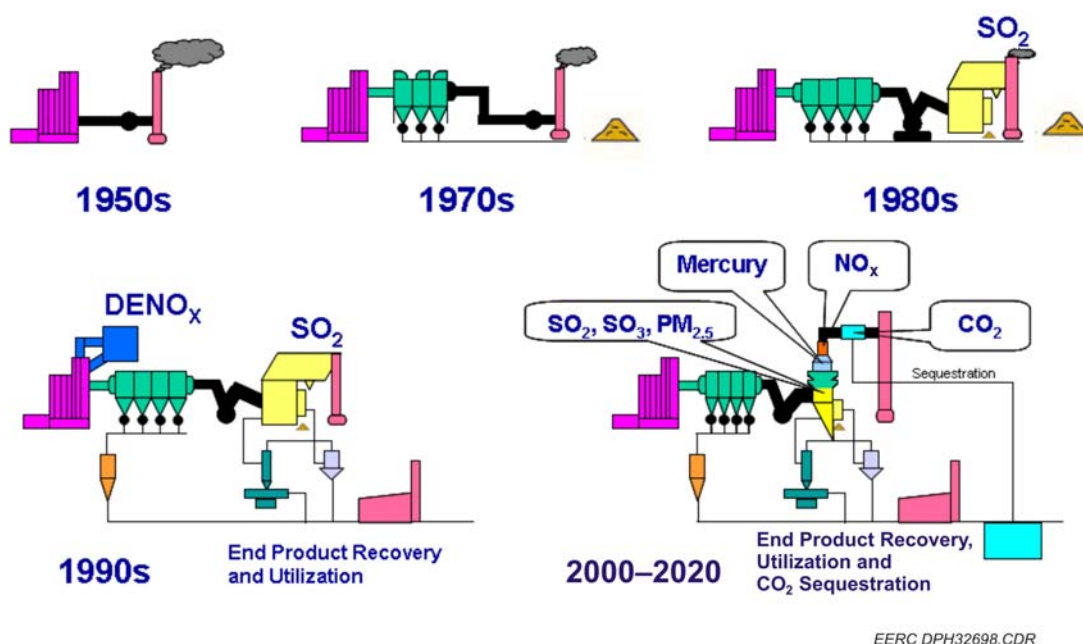 SO₂
1950s
1970s
1980s
DENOₓ
SO₂
1990s
End Product Recovery
and Utilization
Mercury
NOₓ
SO₂, SO₃, PM₂.₅
CO₂
Sequestration
2000–2020
End Product Recovery,
Utilization and
CO₂ Sequestration
EERC DPH32698.CDR